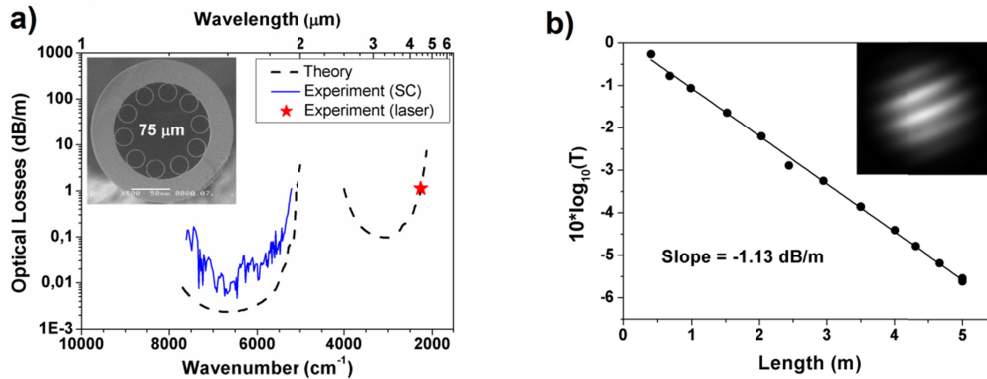 a)
Wavelength (μm)
1 2 3 4 5 6
1000
100
10
1
0,1
0,01
1E-3
Optical Losses (dB/m)
Theory
Experiment (SC)
Experiment (laser)
75 μm
10000 8000 6000 4000 2000
Wavenumber (cm⁻¹)
b)
0
-1
-2
-3
-4
-5
-6
10*log₁₀(T)
Slope = -1.13 dB/m
0 1 2 3 4 5
Length (m)